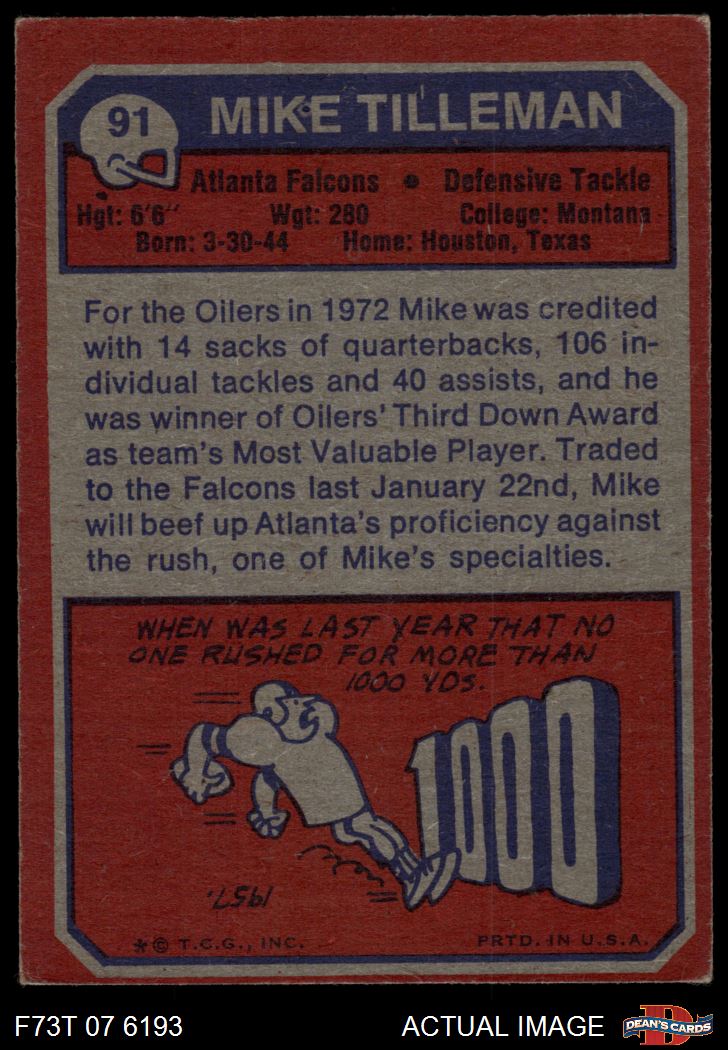 91
MIKE TILLEMAN
Atlanta Falcons • Defensive Tackle
Hgt: 6'6" Wgt: 280 College: Montana
Born: 3-30-44 Home: Houston, Texas
For the Oilers in 1972 Mike was credited
with 14 sacks of quarterbacks, 106 in-
dividual tackles and 40 assists, and he
was winner of Oilers' Third Down Award
as team's Most Valuable Player. Traded
to the Falcons last January 22nd, Mike
will beef up Atlanta's proficiency against
the rush, one of Mike's specialties.
WHEN WAS LAST YEAR THAT NO
ONE RUSHED FOR MORE THAN
1000 YDS.
1000
1957.
*© T.C.G., INC. PRTD. IN U.S.A.
F73T 07 6193 ACTUAL IMAGE
D
DEAN'S CARDS